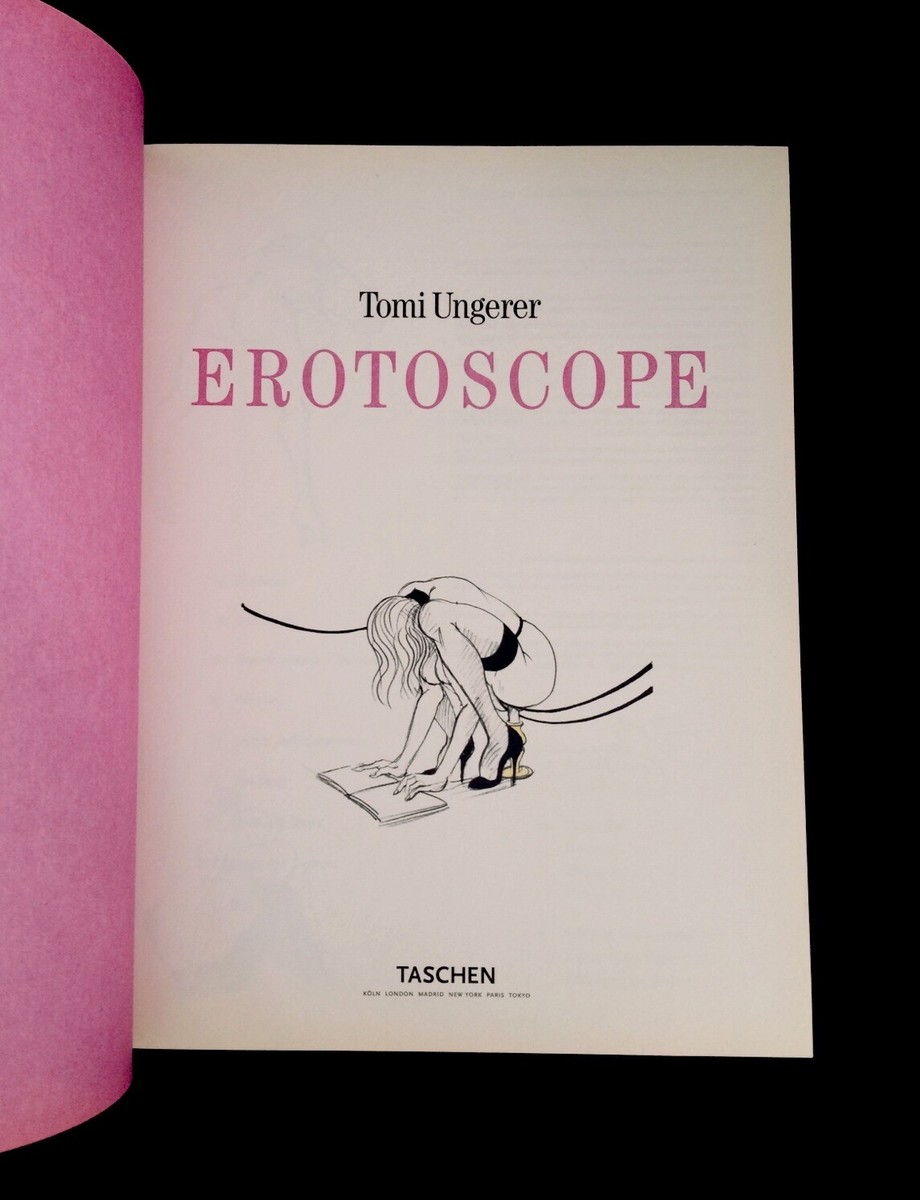 Tomi Ungerer
EROTOSCOPE
TASCHEN
KÖLN LONDON MADRID NEW YORK PARIS TOKYO